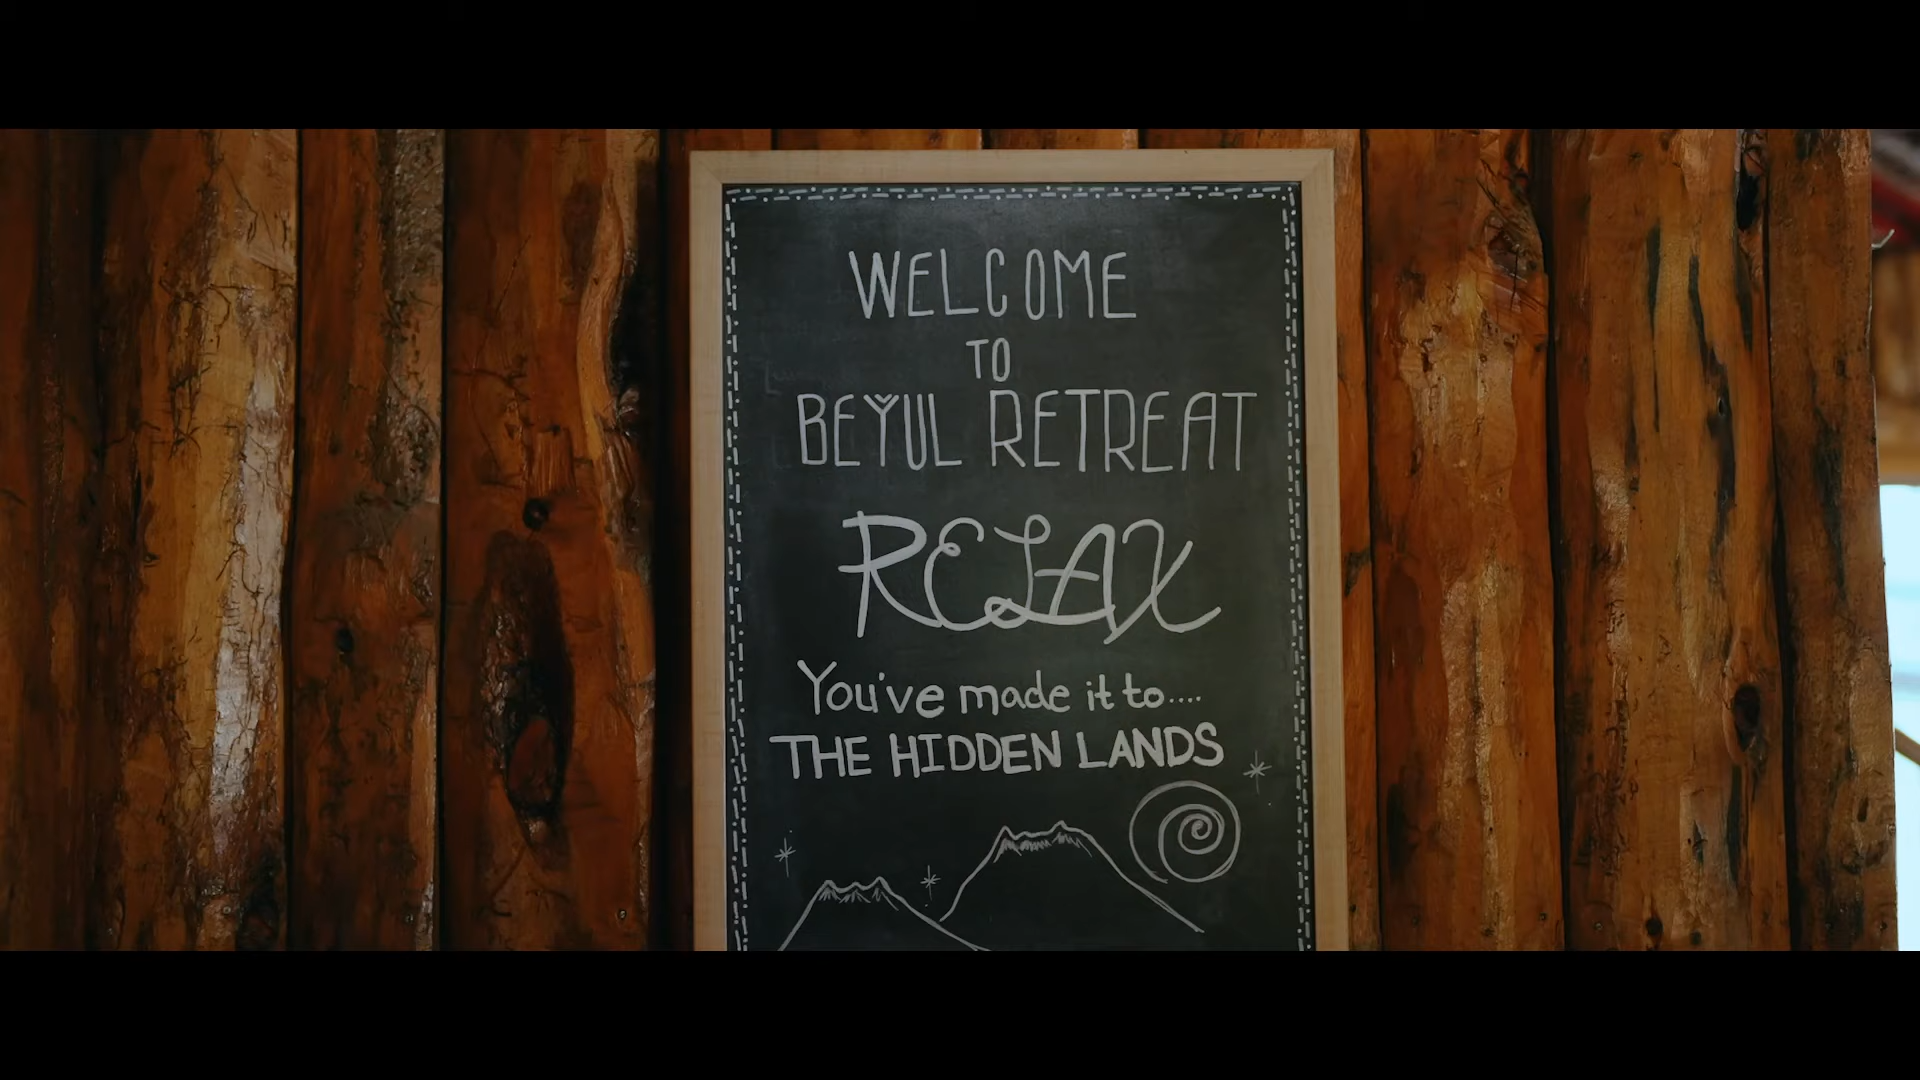 WELCOME
TO
BEYUL RETREAT
RELAX
You've made it to....
THE HIDDEN LANDS